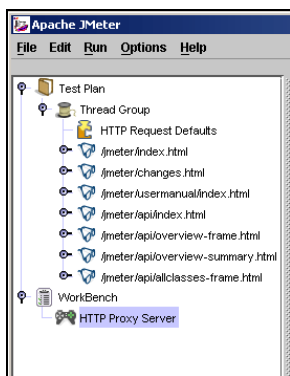 Apache JMeter
File Edit Run Options Help
Test Plan
Thread Group
HTTP Request Defaults
/jmeter/index.html
/jmeter/changes.html
/jmeter/usermanual/index.html
/jmeter/api/index.html
/jmeter/api/overview-frame.html
/jmeter/api/overview-summary.html
/jmeter/api/allclasses-frame.html
WorkBench
HTTP Proxy Server